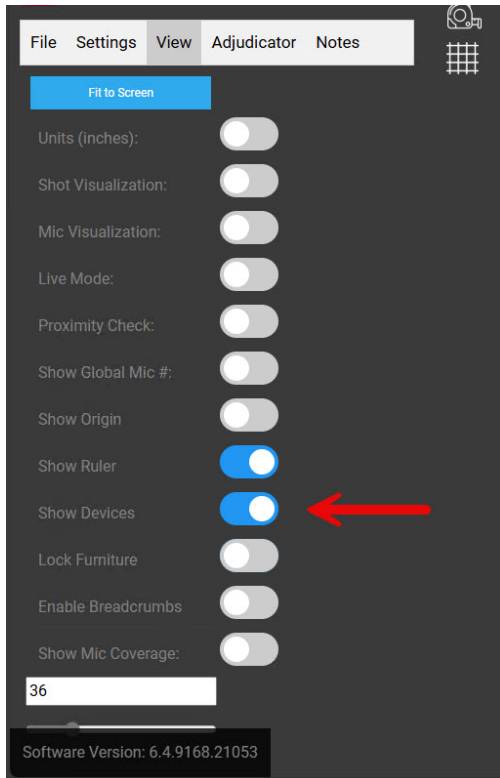 File Settings View Adjudicator Notes
Fit to Screen
Units (inches):
Shot Visualization:
Mic Visualization:
Live Mode:
Proximity Check:
Show Global Mic #:
Show Origin
Show Ruler
Show Devices
Lock Furniture
Enable Breadcrumbs
Show Mic Coverage:
36
Software Version: 6.4.9168.21053